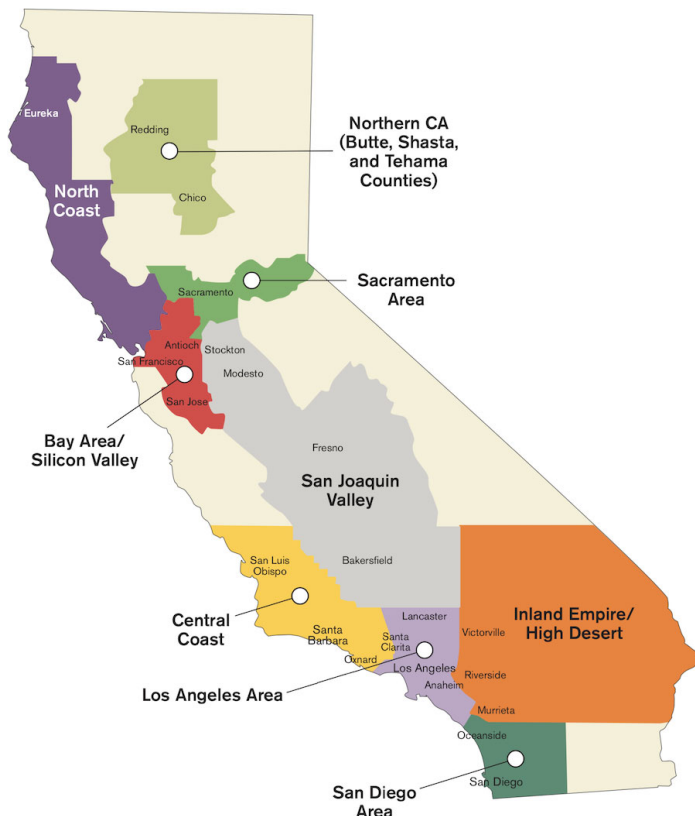 Eureka
Redding
Northern CA
(Butte, Shasta,
and Tehama
Counties)
North
Coast
Chico
Sacramento
Sacramento
Area
Antioch
Stockton
San Francisco
Modesto
San Jose
Bay Area/
Silicon Valley
Fresno
San Joaquin
Valley
San Luis
Obispo
Bakersfield
Central
Coast
Santa
Barbara
Lancaster
Inland Empire/
High Desert
Victorville
Santa
Clarita
Oxnard
Los Angeles
Riverside
Los Angeles Area
Anaheim
Murrieta
Oceanside
San Diego
San Diego
Area